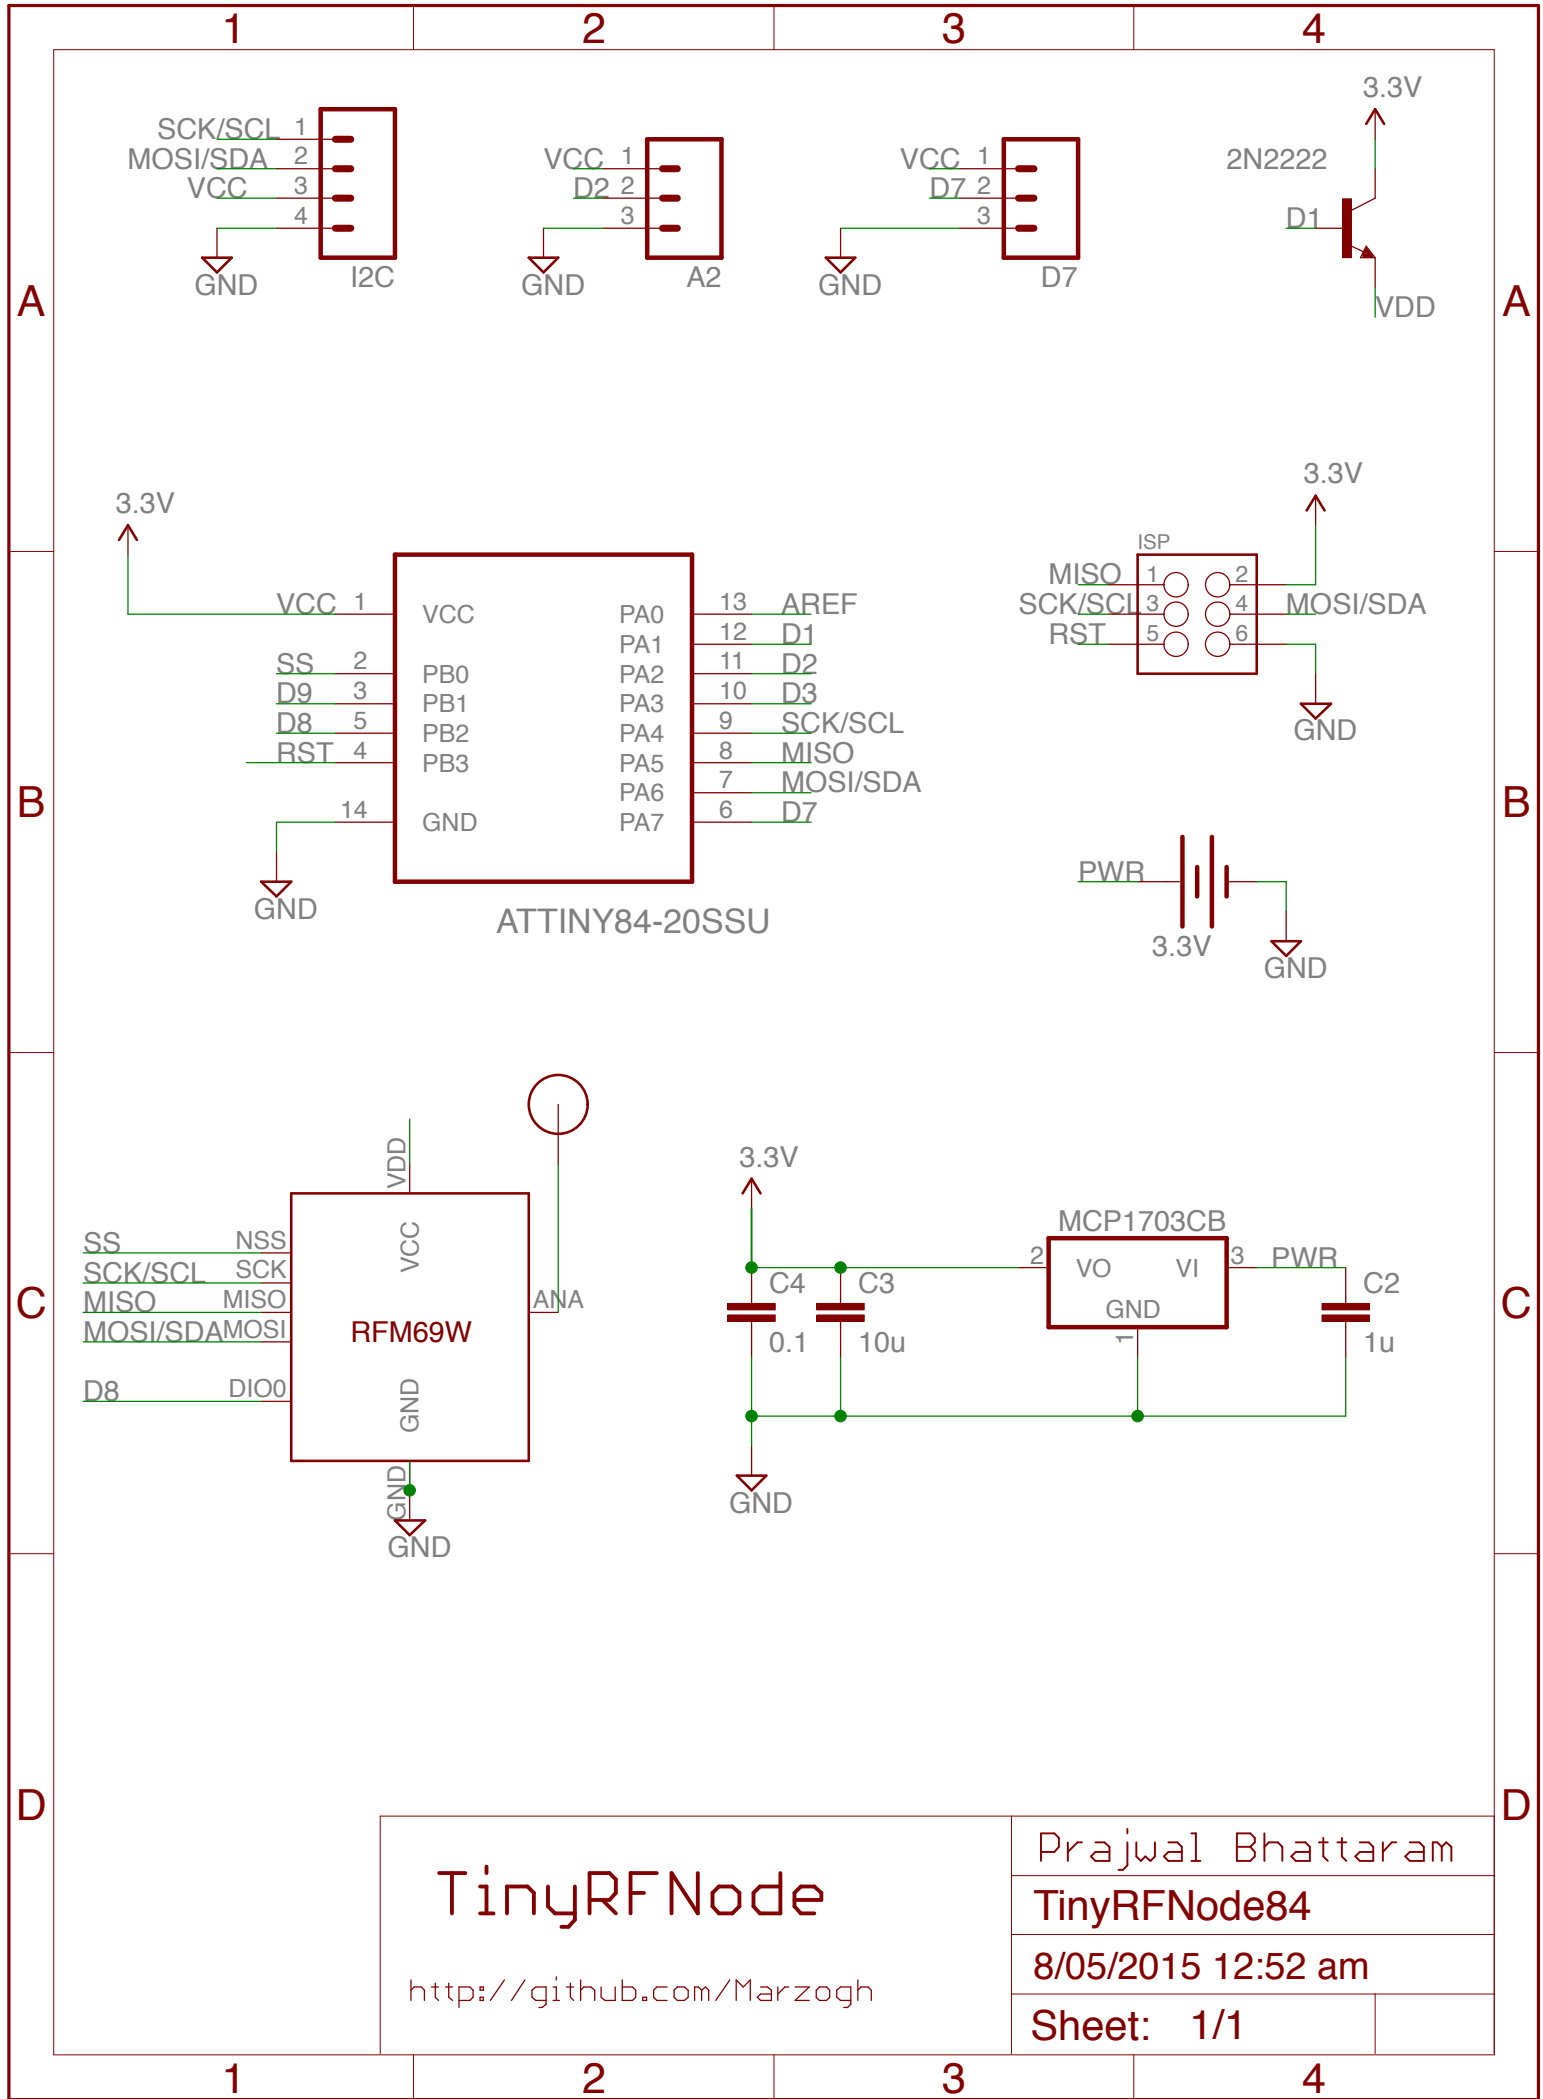 1 2 3 4
A A
B B
C C
D D
SCK/SCL 1
MOSI/SDA 2
VCC 3
4
GND
I2C
VCC 1
D2 2
3
GND
A2
VCC 1
D7 2
3
GND
D7
3.3V
2N2222
D1
VDD
3.3V
VCC 1 VCC
SS 2 PB0
D9 3 PB1
D8 5 PB2
RST 4 PB3
14 GND
GND
PA0 13 AREF
PA1 12 D1
PA2 11 D2
PA3 10 D3
PA4 9 SCK/SCL
PA5 8 MISO
PA6 7 MOSI/SDA
PA7 6 D7
ATTINY84-20SSU
3.3V
ISP
MISO 1 2
SCK/SCL 3 4 MOSI/SDA
RST 5 6
GND
PWR
3.3V
GND
VDD
VCC
SS NSS
SCK/SCL SCK
MISO MISO
MOSI/SDA MOSI
D8 DIO0
ANA
RFM69W
GND
GND
GND
3.3V
C4
0.1
C3
10u
MCP1703CB
2 VO VI 3 PWR
GND
1
C2
1u
GND
TinyRFNode
http://github.com/Marzogh
Prajwal Bhattaram
TinyRFNode84
8/05/2015 12:52 am
Sheet: 1/1
1 2 3 4